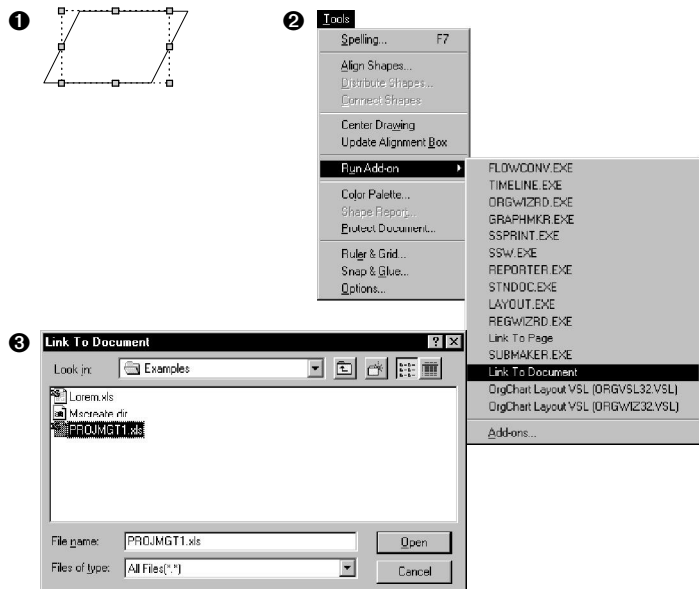 ❶
❷
Tools
Spelling... F7
Align Shapes...
Distribute Shapes...
Connect Shapes
Center Drawing
Update Alignment Box
Run Add-on
Color Palette...
Shape Report...
Protect Document...
Ruler & Grid...
Snap & Glue...
Options...
FLOWCONV.EXE
TIMELINE.EXE
ORGWIZRD.EXE
GRAPHMKR.EXE
SSPRINT.EXE
SSW.EXE
REPORTER.EXE
STNDOC.EXE
LAYOUT.EXE
REGWIZRD.EXE
Link To Page
SUBMAKER.EXE
Link To Document
OrgChart Layout VSL (ORGVSL32.VSL)
OrgChart Layout VSL (ORGWIZ32.VSL)
Add-ons...
❸
Link To Document
Look in: Examples
Lorem.xls
Mscreate.dir
PROJMGT1.xls
File name: PROJMGT1.xls Open
Files of type: All Files(*.*) Cancel